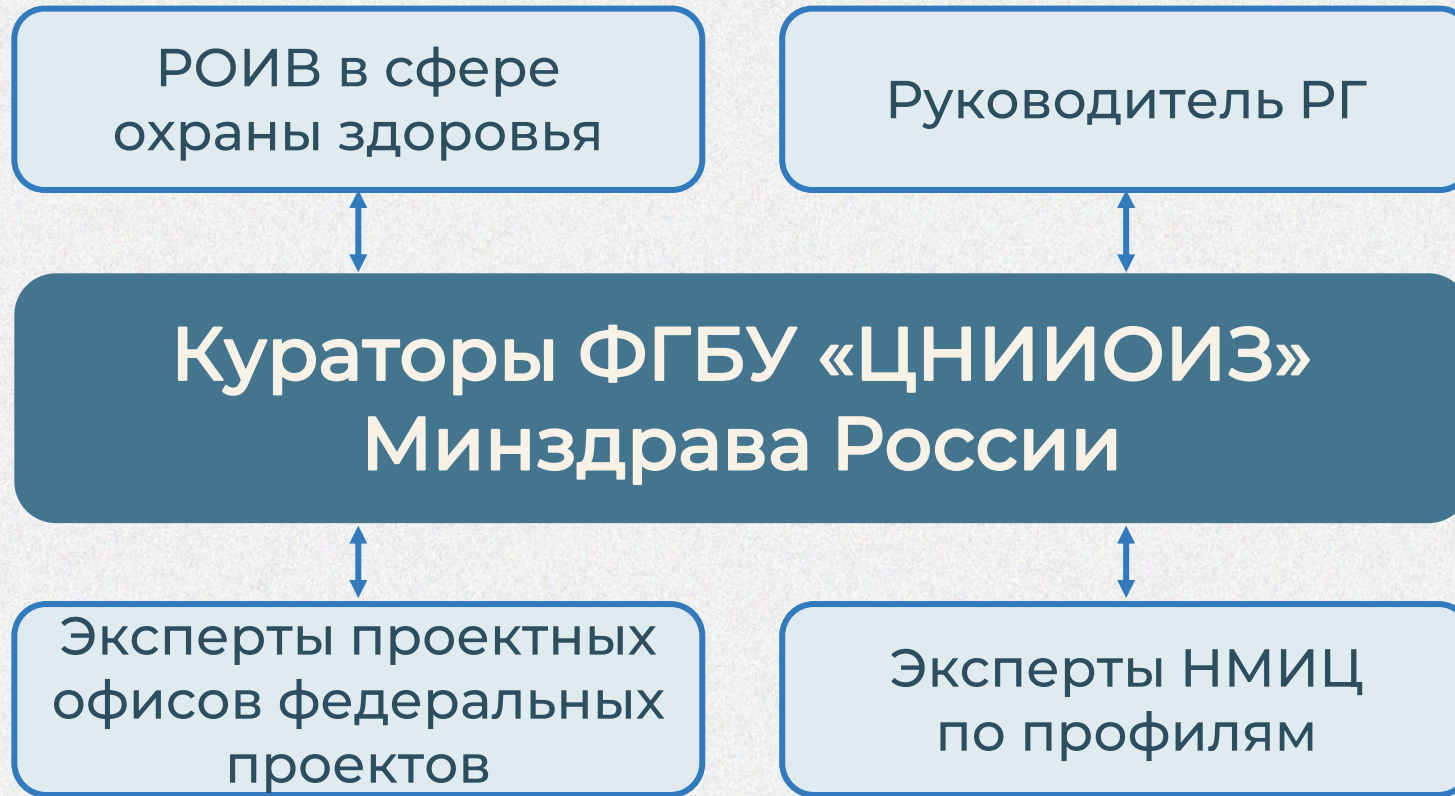 РОИВ в сфере
охраны здоровья
Руководитель РГ
Кураторы ФГБУ «ЦНИИОИЗ»
Минздрава России
Эксперты проектных
офисов федеральных
проектов
Эксперты НМИЦ
по профилям